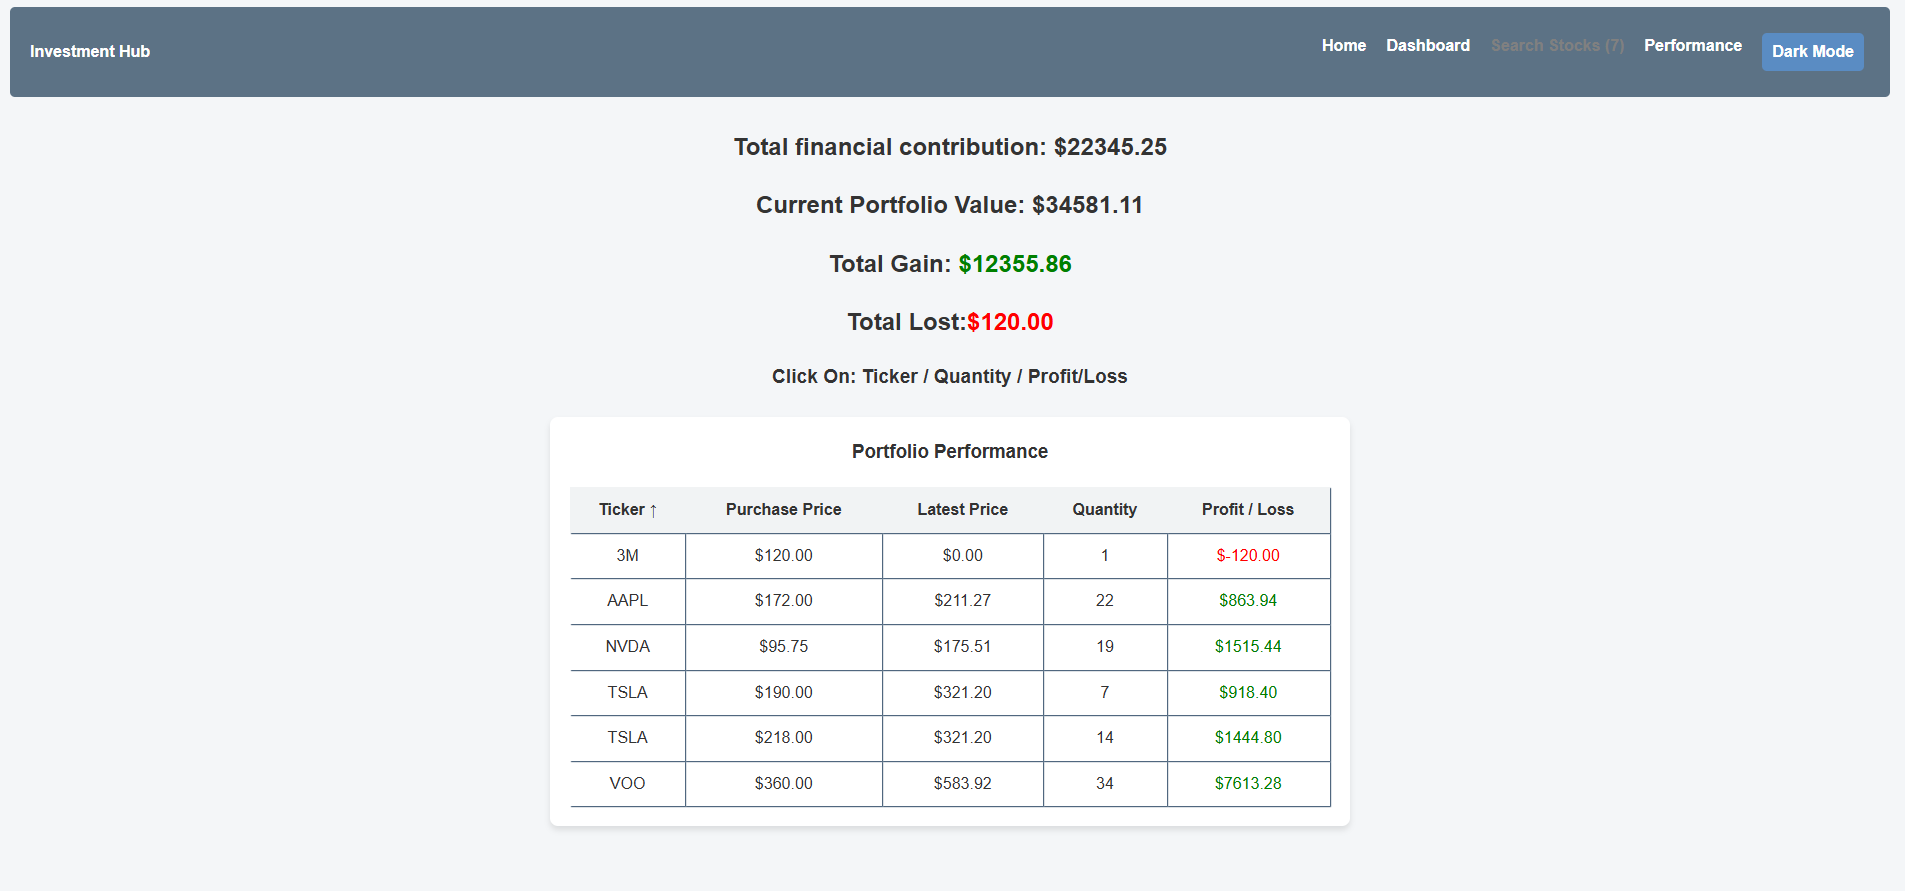 Investment Hub
Home Dashboard Search Stocks (7) Performance Dark Mode
Total financial contribution: $22345.25
Current Portfolio Value: $34581.11
Total Gain: $12355.86
Total Lost:$120.00
Click On: Ticker / Quantity / Profit/Loss
Portfolio Performance
Ticker ↑ Purchase Price Latest Price Quantity Profit / Loss
3M $120.00 $0.00 1 $-120.00
AAPL $172.00 $211.27 22 $863.94
NVDA $95.75 $175.51 19 $1515.44
TSLA $190.00 $321.20 7 $918.40
TSLA $218.00 $321.20 14 $1444.80
VOO $360.00 $583.92 34 $7613.28